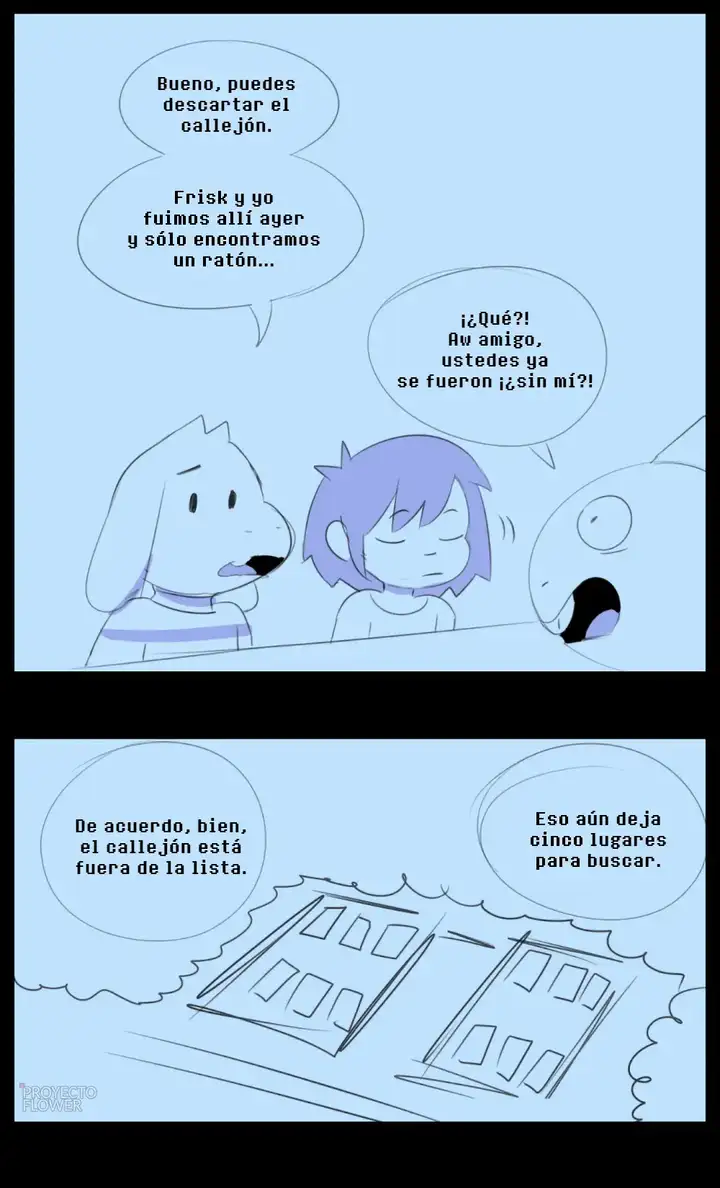 Bueno, puedes
descartar el
callejón.
Frisk y yo
fuimos allí ayer
y sólo encontramos
un ratón...
¡¿Qué?!
Aw amigo,
ustedes ya
se fueron ¡¿sin mí?!
De acuerdo, bien,
el callejón está
fuera de la lista.
Eso aún deja
cinco lugares
para buscar.
PROYECTO
FLOWER